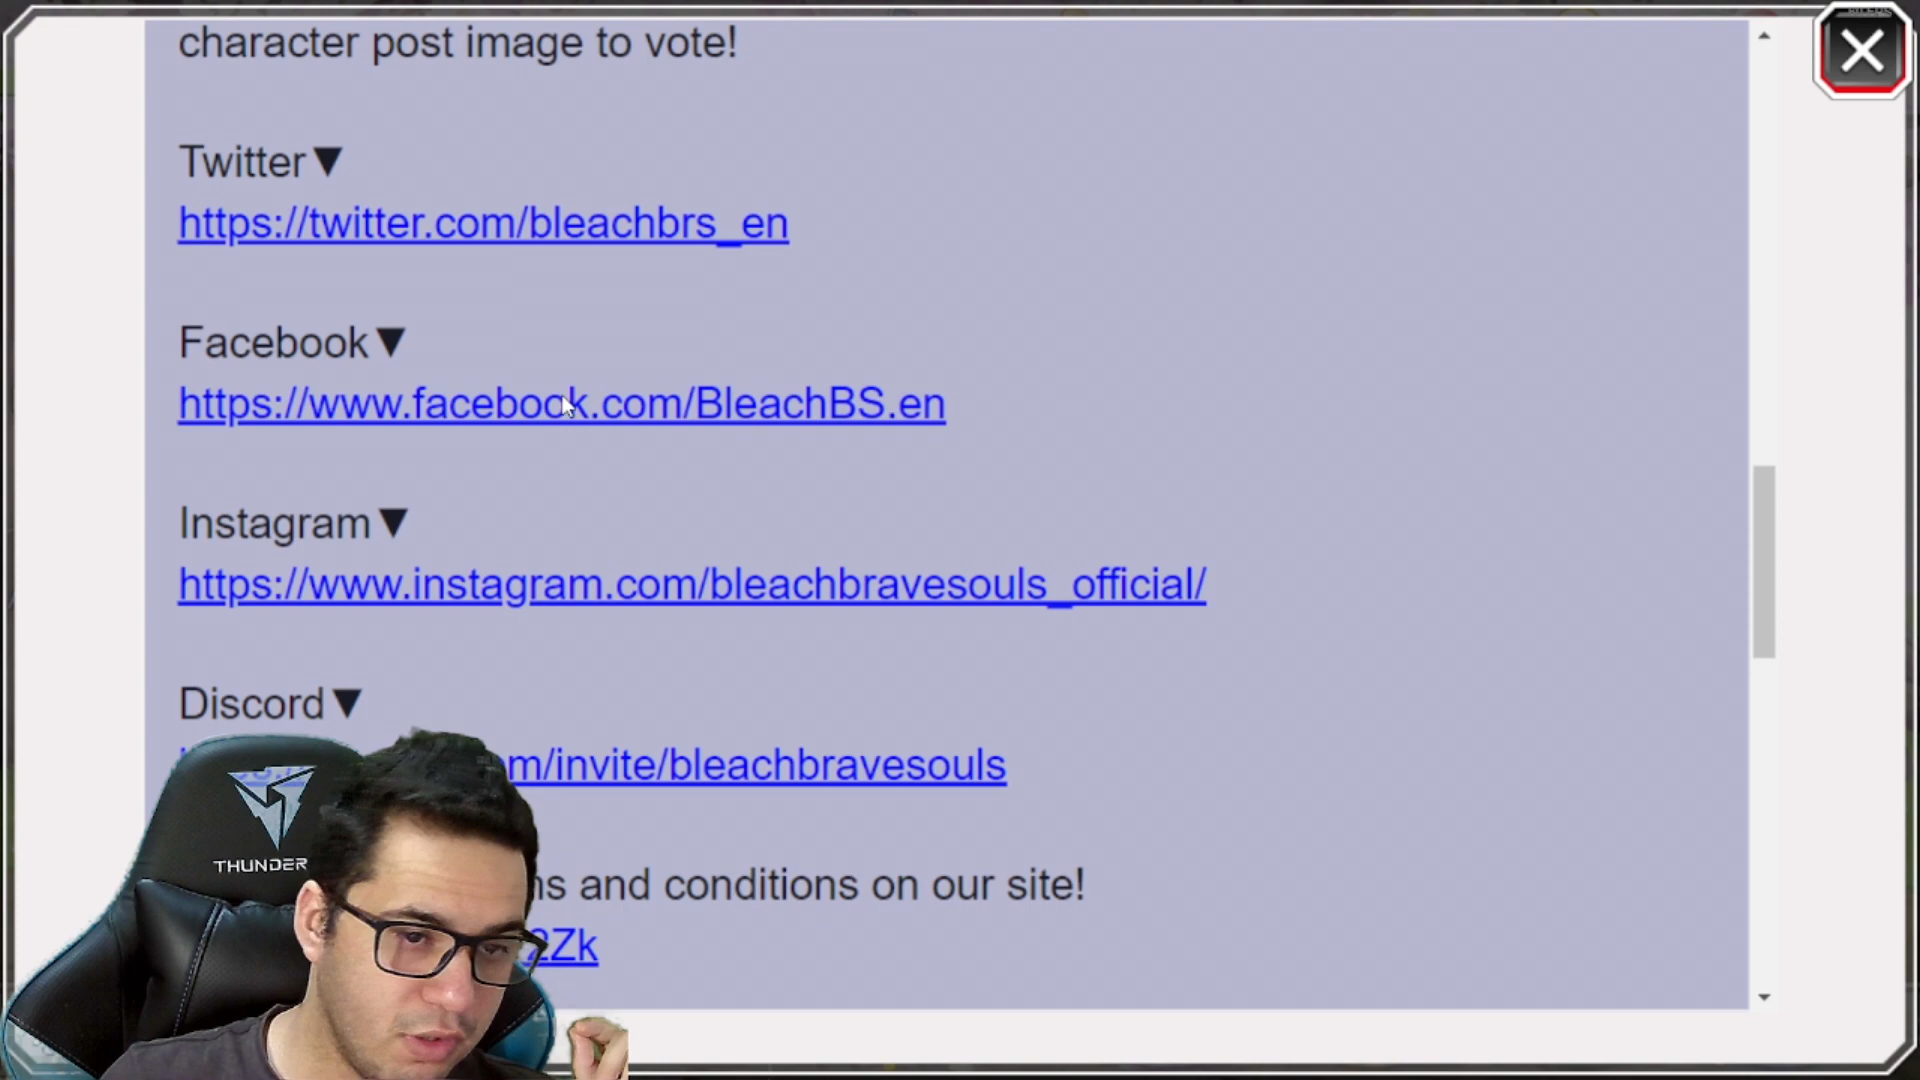 character post image to vote!
Twitter▼
https://twitter.com/bleachbrs_en
Facebook▼
https://www.facebook.com/BleachBS.en
Instagram▼
https://www.instagram.com/bleachbravesouls_official/
Discord▼
m/invite/bleachbravesouls
THUNDER
and conditions on our site!
2Zk